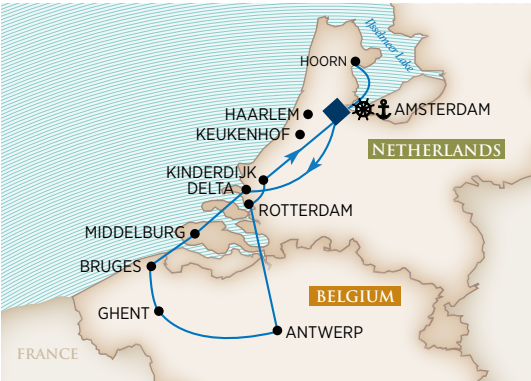 IJsselmeer Lake
HOORN
HAARLEM
AMSTERDAM
KEUKENHOF
NETHERLANDS
KINDERDIJK
DELTA
ROTTERDAM
MIDDELBURG
BRUGES
BELGIUM
GHENT
ANTWERP
FRANCE